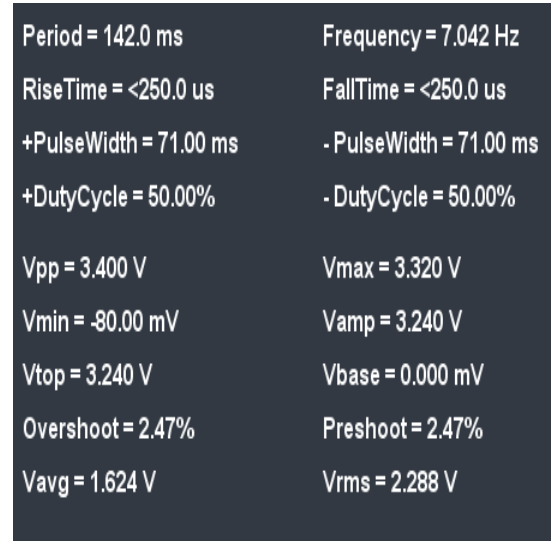 Period = 142.0 ms Frequency = 7.042 Hz
RiseTime = <250.0 us FallTime = <250.0 us
+PulseWidth = 71.00 ms - PulseWidth = 71.00 ms
+DutyCycle = 50.00% - DutyCycle = 50.00%
Vpp = 3.400 V Vmax = 3.320 V
Vmin = -80.00 mV Vamp = 3.240 V
Vtop = 3.240 V Vbase = 0.000 mV
Overshoot = 2.47% Preshoot = 2.47%
Vavg = 1.624 V Vrms = 2.288 V